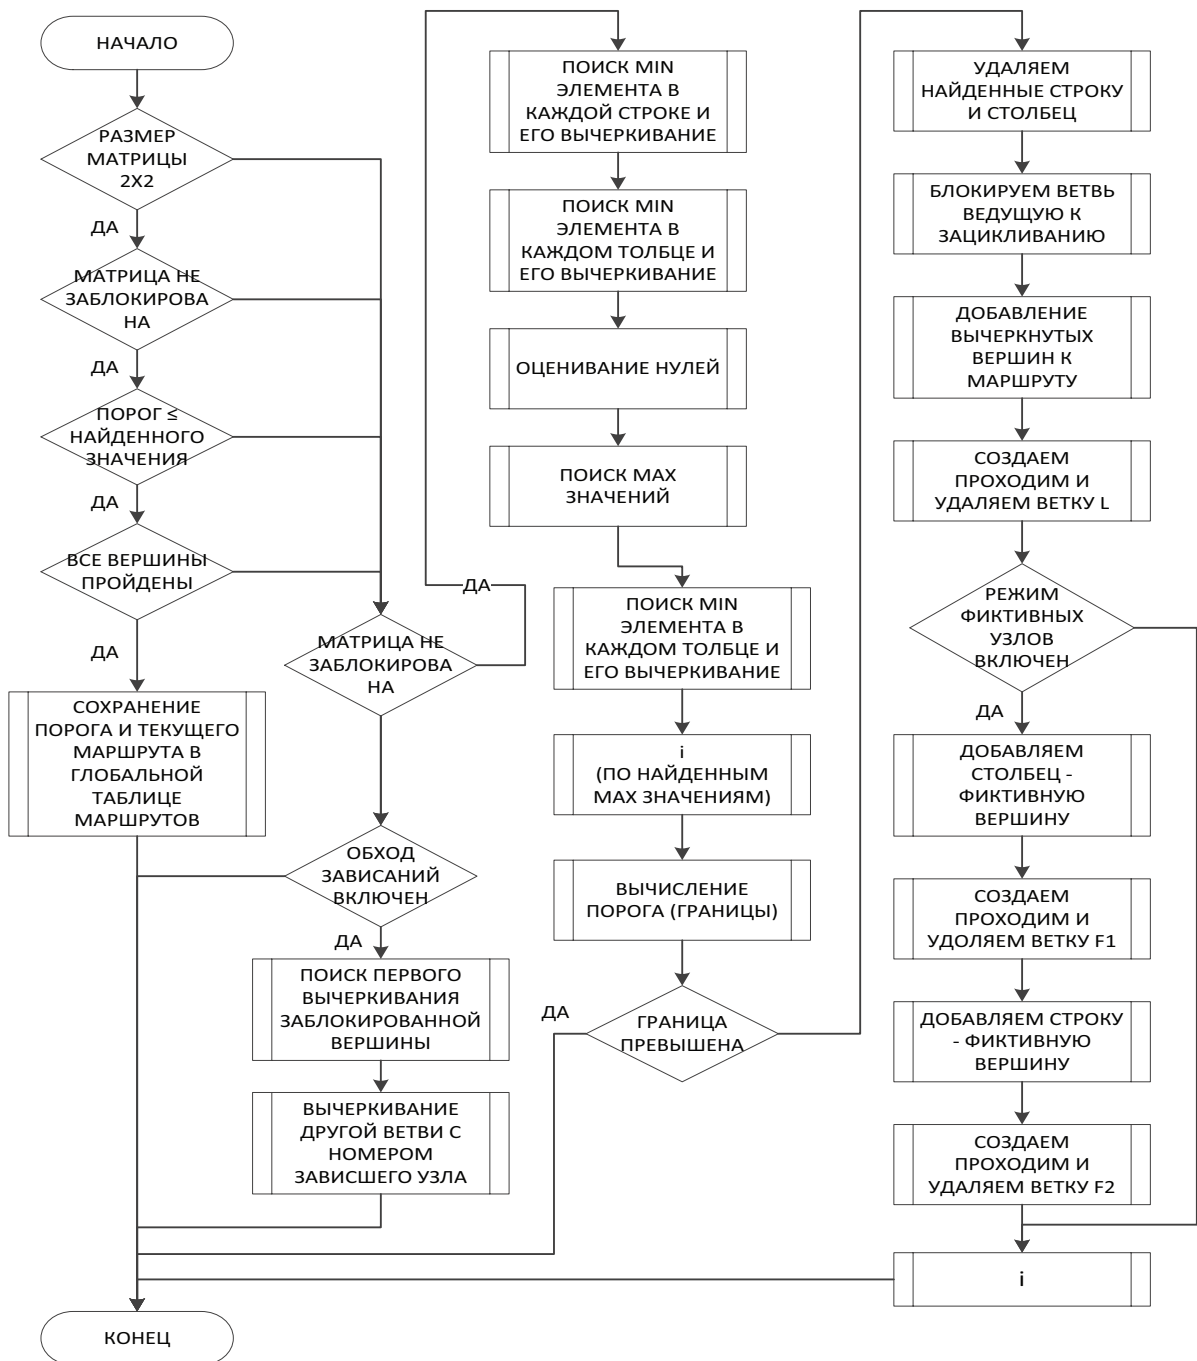 НАЧАЛО
РАЗМЕР
МАТРИЦЫ
2X2
ДА
МАТРИЦА НЕ
ЗАБЛОКИРОВА
НА
ДА
ПОРОГ ≤
НАЙДЕННОГО
ЗНАЧЕНИЯ
ДА
ВСЕ ВЕРШИНЫ
ПРОЙДЕНЫ
ДА
СОХРАНЕНИЕ
ПОРОГА И ТЕКУЩЕГО
МАРШРУТА В
ГЛОБАЛЬНОЙ
ТАБЛИЦЕ
МАРШРУТОВ
МАТРИЦА НЕ
ЗАБЛОКИРОВА
НА
ДА
ОБХОД
ЗАВИСАНИЙ
ВКЛЮЧЕН
ДА
ПОИСК ПЕРВОГО
ВЫЧЕРКИВАНИЯ
ЗАБЛОКИРОВАННОЙ
ВЕРШИНЫ
ВЫЧЕРКИВАНИЕ
ДРУГОЙ ВЕТВИ С
НОМЕРОМ
ЗАВИСШЕГО УЗЛА
ПОИСК MIN
ЭЛЕМЕНТА В
КАЖДОЙ СТРОКЕ И
ЕГО ВЫЧЕРКИВАНИЕ
ПОИСК MIN
ЭЛЕМЕНТА В
КАЖДОМ ТОЛБЦЕ И
ЕГО ВЫЧЕРКИВАНИЕ
ОЦЕНИВАНИЕ НУЛЕЙ
ПОИСК MAX
ЗНАЧЕНИЙ
ПОИСК MIN
ЭЛЕМЕНТА В
КАЖДОМ ТОЛБЦЕ И
ЕГО ВЫЧЕРКИВАНИЕ
i
(ПО НАЙДЕННЫМ
MAX ЗНАЧЕНИЯМ)
ВЫЧИСЛЕНИЕ
ПОРОГА (ГРАНИЦЫ)
ДА
ГРАНИЦА
ПРЕВЫШЕНА
УДАЛЯЕМ
НАЙДЕННЫЕ СТРОКУ
И СТОЛБЕЦ
БЛОКИРУЕМ ВЕТВЬ
ВЕДУЩУЮ К
ЗАЦИКЛИВАНИЮ
ДОБАВЛЕНИЕ
ВЫЧЕРКНУТЫХ
ВЕРШИН К
МАРШРУТУ
СОЗДАЕМ
ПРОХОДИМ И
УДАЛЯЕМ ВЕТКУ L
РЕЖИМ
ФИКТИВНЫХ
УЗЛОВ
ВКЛЮЧЕН
ДА
ДОБАВЛЯЕМ
СТОЛБЕЦ -
ФИКТИВНУЮ
ВЕРШИНУ
СОЗДАЕМ
ПРОХОДИМ И
УДОЛЯЕМ ВЕТКУ F1
ДОБАВЛЯЕМ СТРОКУ
- ФИКТИВНУЮ
ВЕРШИНУ
СОЗДАЕМ
ПРОХОДИМ И
УДАЛЯЕМ ВЕТКУ F2
i
КОНЕЦ